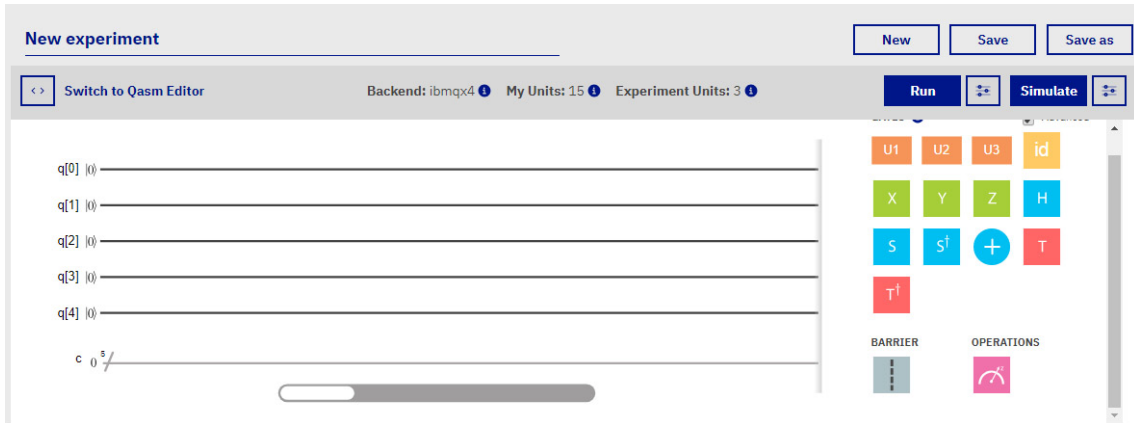 New experiment
New Save Save as
<> Switch to Qasm Editor Backend: ibmqx4 i My Units: 15 i Experiment Units: 3 i Run Simulate
U1 U2 U3 id
q[0] |0⟩
X Y Z H
q[1] |0⟩
q[2] |0⟩
S S† + T
q[3] |0⟩
T†
q[4] |0⟩
BARRIER OPERATIONS
c 0 5